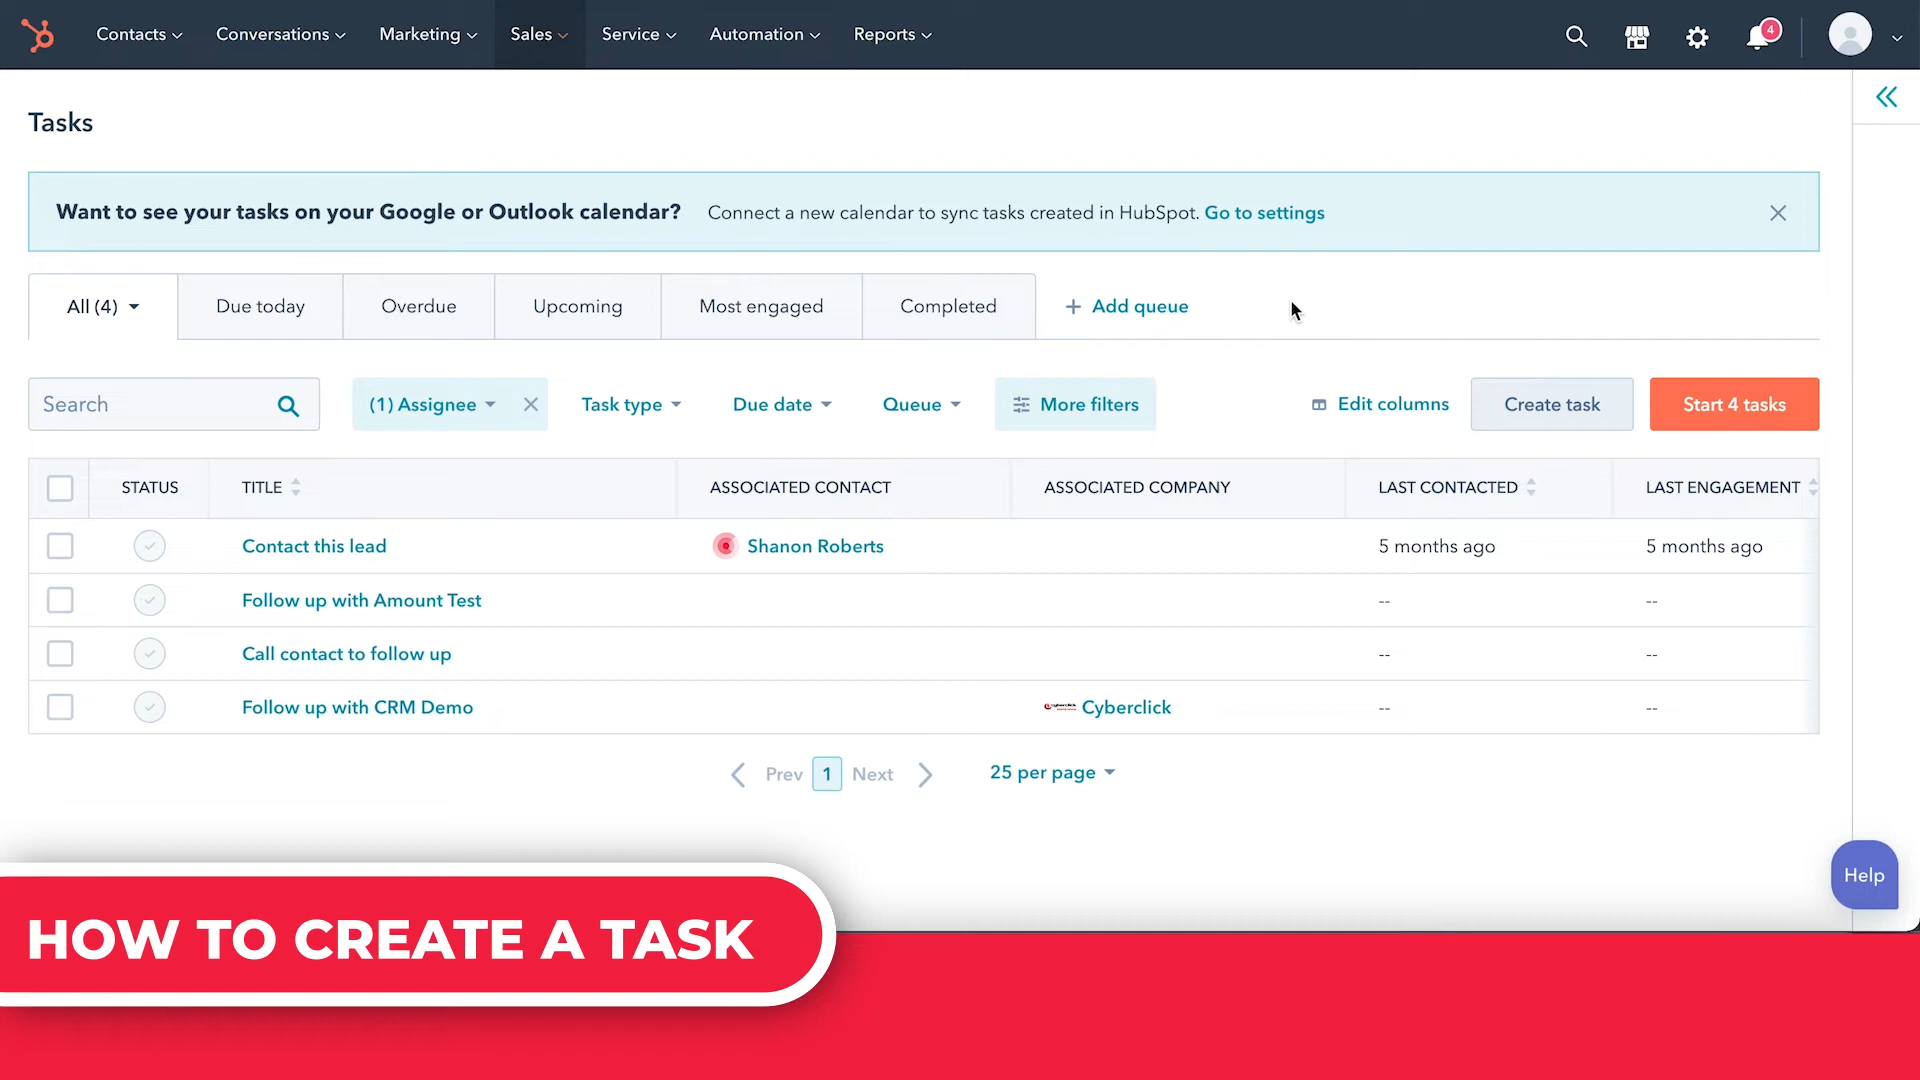 Contacts Conversations Marketing Sales Service Automation Reports 4
Tasks
Want to see your tasks on your Google or Outlook calendar? Connect a new calendar to sync tasks created in HubSpot. Go to settings
All (4) Due today Overdue Upcoming Most engaged Completed + Add queue
Search (1) Assignee Task type Due date Queue More filters Edit columns Create task Start 4 tasks
STATUS TITLE ASSOCIATED CONTACT ASSOCIATED COMPANY LAST CONTACTED LAST ENGAGEMENT
Contact this lead Shanon Roberts 5 months ago 5 months ago
Follow up with Amount Test -- --
Call contact to follow up -- --
Follow up with CRM Demo Cyberclick -- --
Prev 1 Next 25 per page
Help
HOW TO CREATE A TASK